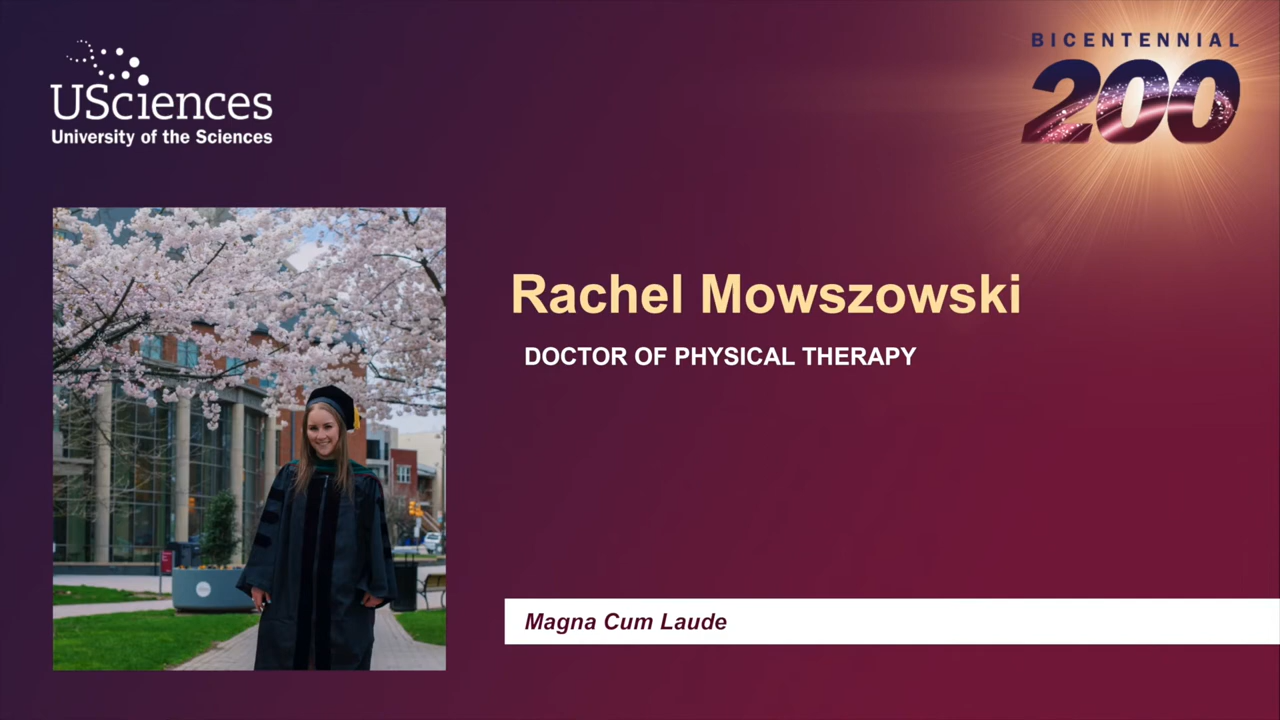 USciences
University of the Sciences
BICENTENNIAL
200
Rachel Mowszowski
DOCTOR OF PHYSICAL THERAPY
Magna Cum Laude